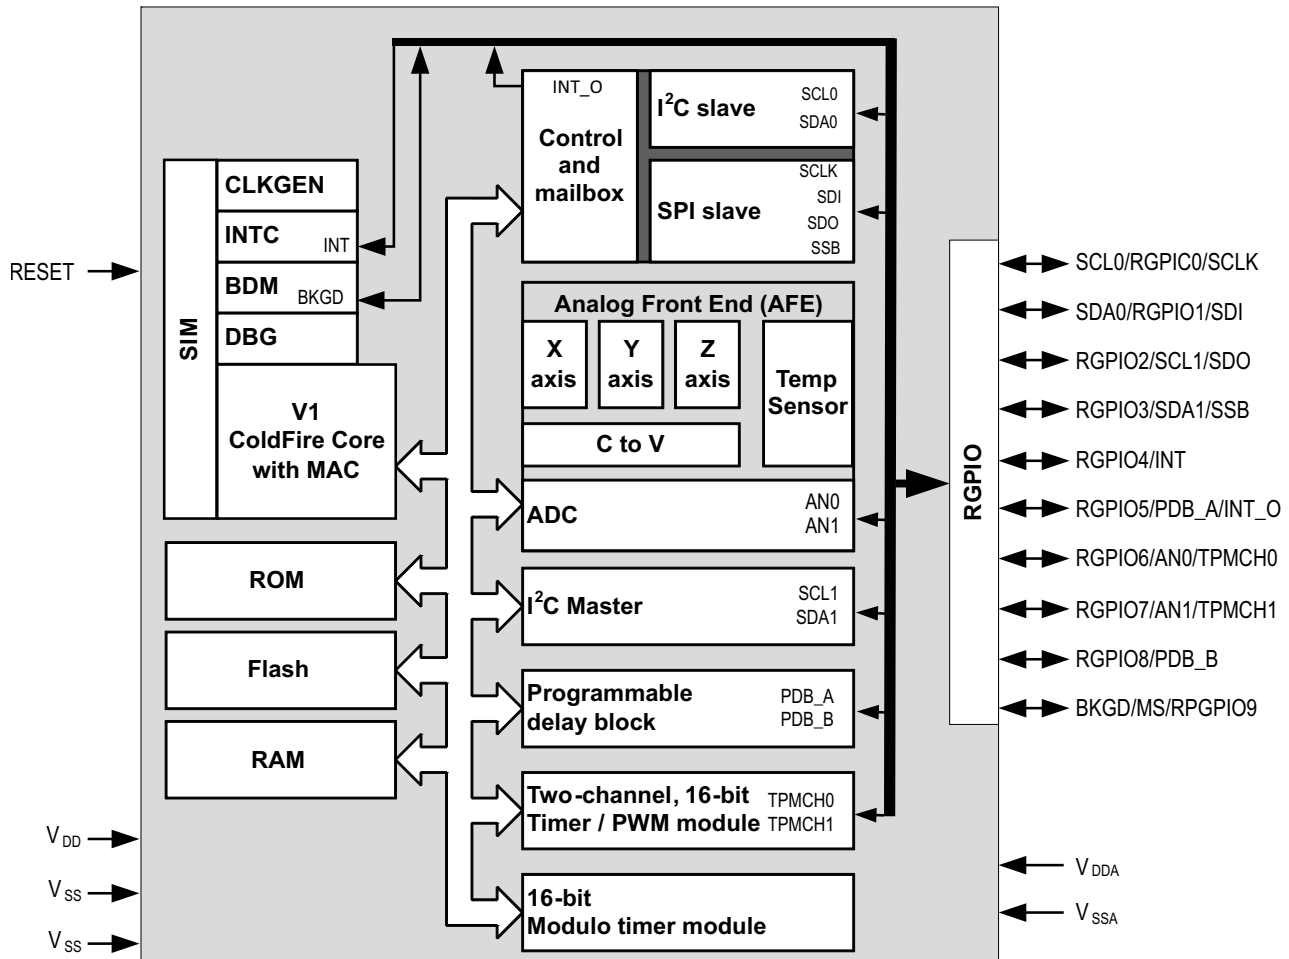 INT_O
Control
and
mailbox
I²C slave
SCL0
SDA0
SPI slave
SCLK
SDI
SDO
SSB
SIM
CLKGEN
INTC
INT
BDM
BKGD
DBG
V1
ColdFire Core
with MAC
RESET
Analog Front End (AFE)
X
axis
Y
axis
Z
axis
Temp
Sensor
C to V
ADC
AN0
AN1
ROM
I²C Master
SCL1
SDA1
Flash
Programmable
delay block
PDB_A
PDB_B
RAM
Two-channel, 16-bit
Timer / PWM module
TPMCH0
TPMCH1
16-bit
Modulo timer module
VDD
VSS
VSS
RGPIO
SCL0/RGPIC0/SCLK
SDA0/RGPIO1/SDI
RGPIO2/SCL1/SDO
RGPIO3/SDA1/SSB
RGPIO4/INT
RGPIO5/PDB_A/INT_O
RGPIO6/AN0/TPMCH0
RGPIO7/AN1/TPMCH1
RGPIO8/PDB_B
BKGD/MS/RPGPIO9
VDDA
VSSA